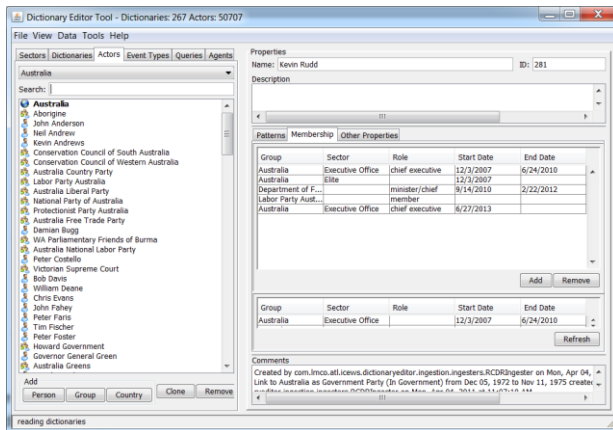 Dictionary Editor Tool - Dictionaries: 267 Actors: 50707
File View Data Tools Help
Sectors Dictionaries Actors Event Types Queries Agents
Australia
Search:
Australia
Aborigine
John Anderson
Neil Andrew
Kevin Andrews
Conservation Council of South Australia
Conservation Council of Western Australia
Australia Country Party
Labor Party Australia
Australia Liberal Party
National Party of Australia
Protectionist Party Australia
Australia Free Trade Party
Damian Bugg
WA Parliamentary Friends of Burma
Australia National Labor Party
Peter Costello
Victorian Supreme Court
Bob Davis
William Deane
Chris Evans
John Fahey
Peter Faris
Tim Fischer
Peter Foster
Howard Government
Governor General Green
Australia Greens
Add
Person Group Country Clone Remove
Properties
Name: Kevin Rudd ID: 281
Description
Patterns Membership Other Properties
Group Sector Role Start Date End Date
Australia Executive Office chief executive 12/3/2007 6/24/2010
Australia Elite 12/3/2007
Department of F... minister/chief 9/14/2010 2/22/2012
Labor Party Aust... member
Australia Executive Office chief executive 6/27/2013
Add Remove
Group Sector Role Start Date End Date
Australia Executive Office 12/3/2007 6/24/2010
Refresh
Comments
Created by com.lmco.atl.icews.dictionaryeditor.ingestion.ingesters.RCDRIngester on Mon, Apr 04,
Link to Australia as Government Party (In Government) from Dec 05, 1972 to Nov 11, 1975 created
reading dictionaries